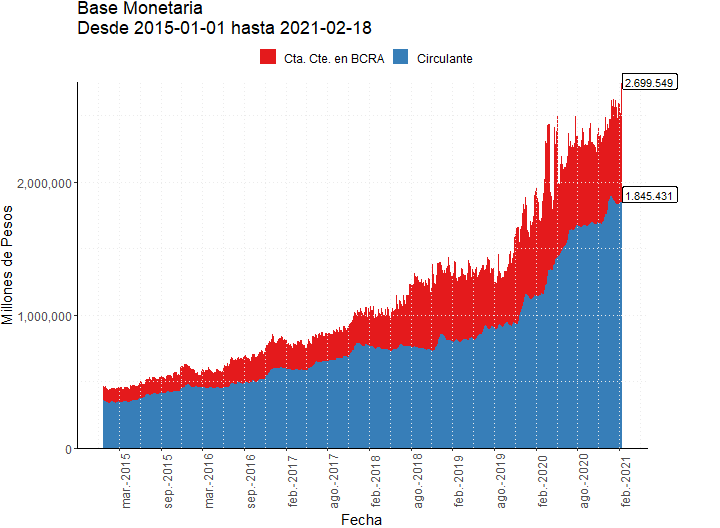 Base Monetaria
Desde 2015-01-01 hasta 2021-02-18
Cta. Cte. en BCRA
Circulante
2.699.549
2,000,000
1.845.431
1,000,000
0
Millones de Pesos
mar.-2015
sep.-2015
mar.-2016
sep.-2016
feb.-2017
ago.-2017
feb.-2018
ago.-2018
feb.-2019
ago.-2019
feb.-2020
ago.-2020
feb.-2021
Fecha